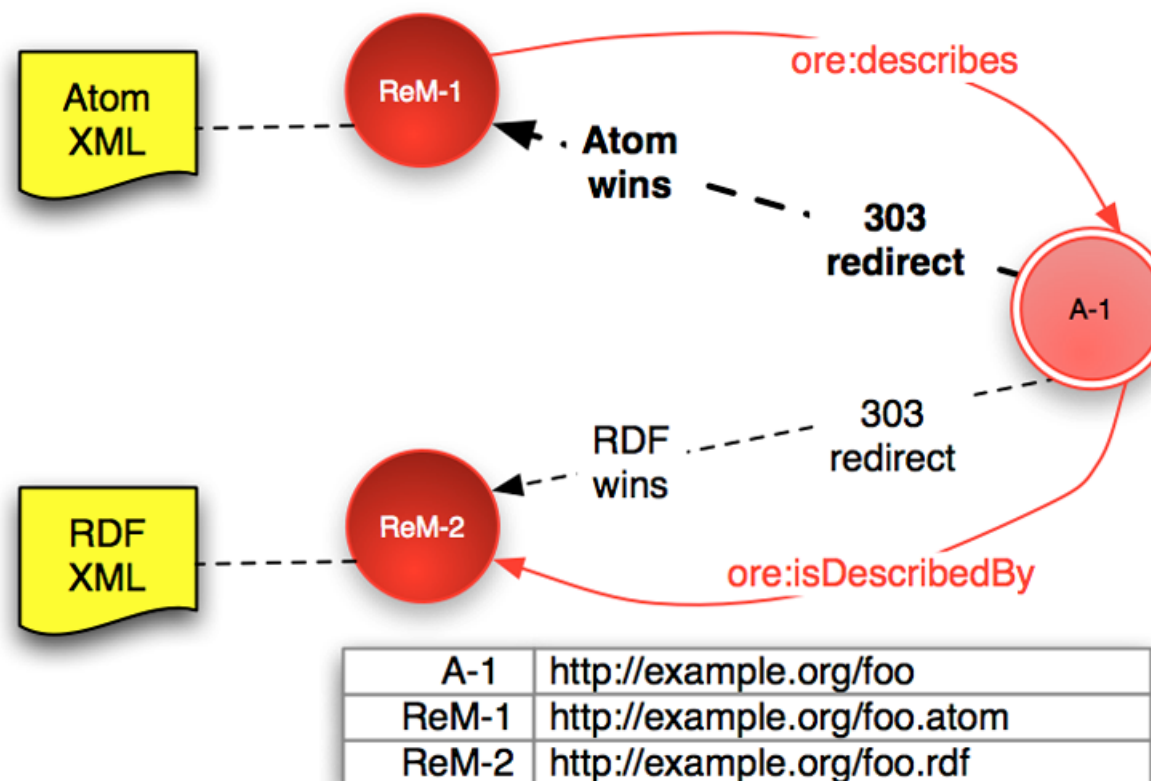 Atom
XML
ReM-1
ore:describes
Atom
wins
303
redirect
A-1
RDF
wins
303
redirect
RDF
XML
ReM-2
ore:isDescribedBy
A-1 http://example.org/foo
ReM-1 http://example.org/foo.atom
ReM-2 http://example.org/foo.rdf